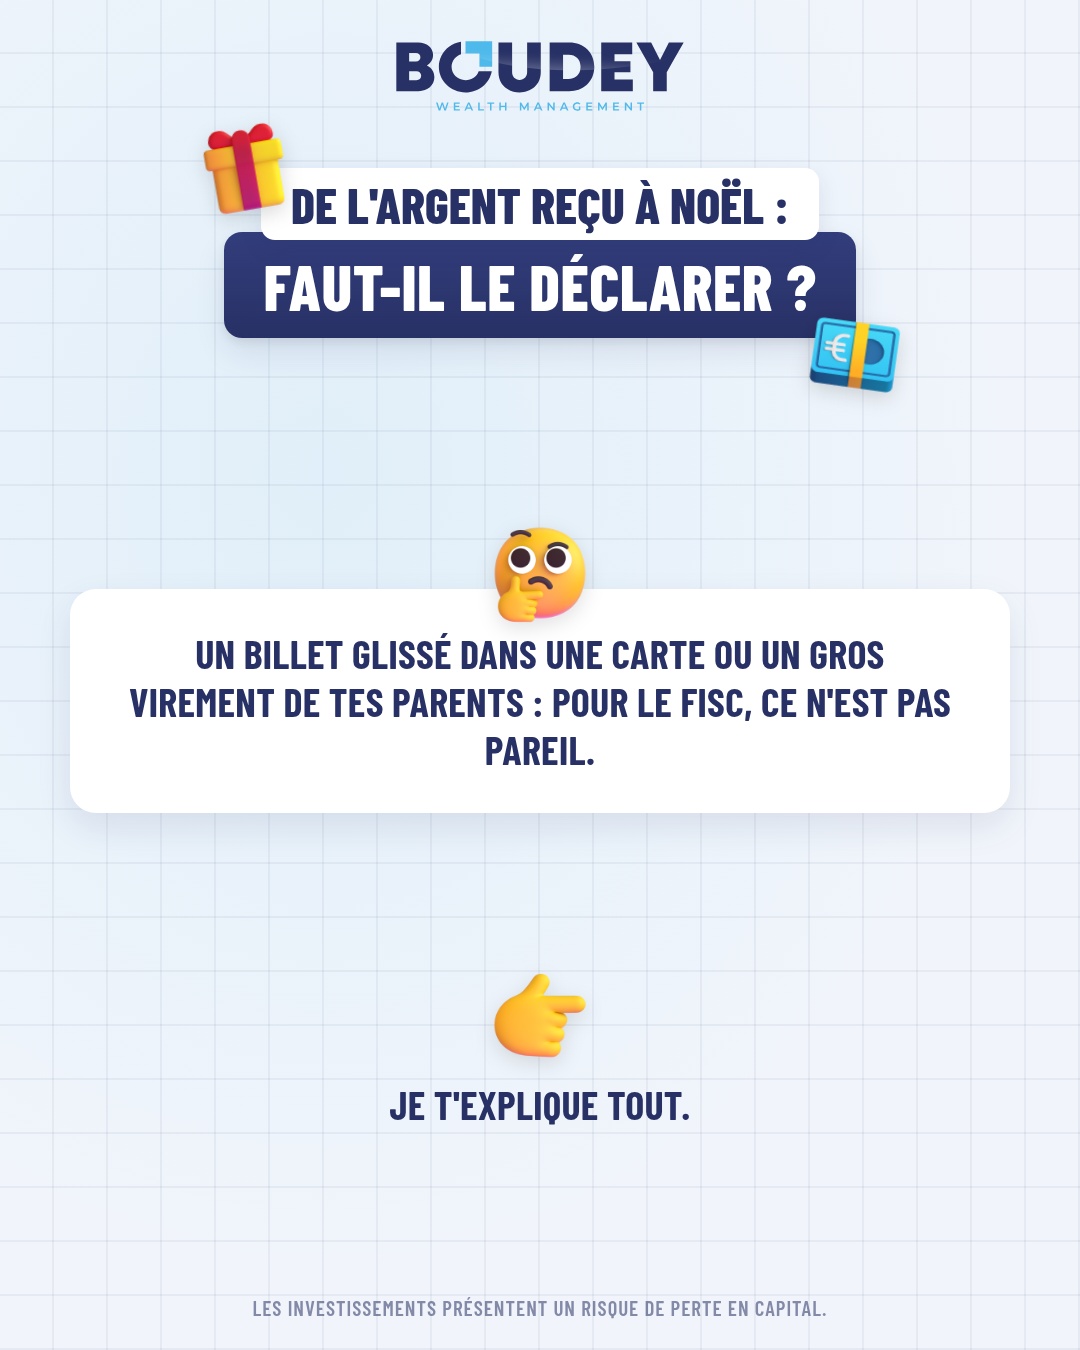 BOUDEY
WEALTH MANAGEMENT
DE L'ARGENT REÇU À NOËL :
FAUT-IL LE DÉCLARER ?
€
UN BILLET GLISSÉ DANS UNE CARTE OU UN GROS
VIREMENT DE TES PARENTS : POUR LE FISC, CE N'EST PAS
PAREIL.
JE T'EXPLIQUE TOUT.
LES INVESTISSEMENTS PRÉSENTENT UN RISQUE DE PERTE EN CAPITAL.